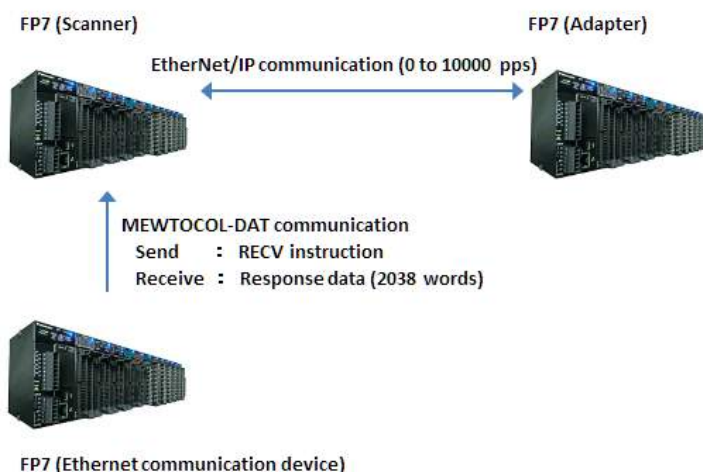 FP7 (Scanner)
FP7 (Adapter)
EtherNet/IP communication (0 to 10000 pps)
MEWTOCOL-DAT communication
Send : RECV instruction
Receive : Response data (2038 words)
FP7 (Ethernet communication device)